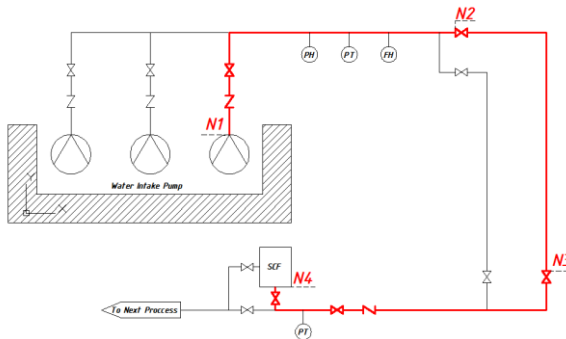 N2
PH PT FH
N1
Water Intake Pump
Y
X
N3
SCF N4
To Next Proccess
PT